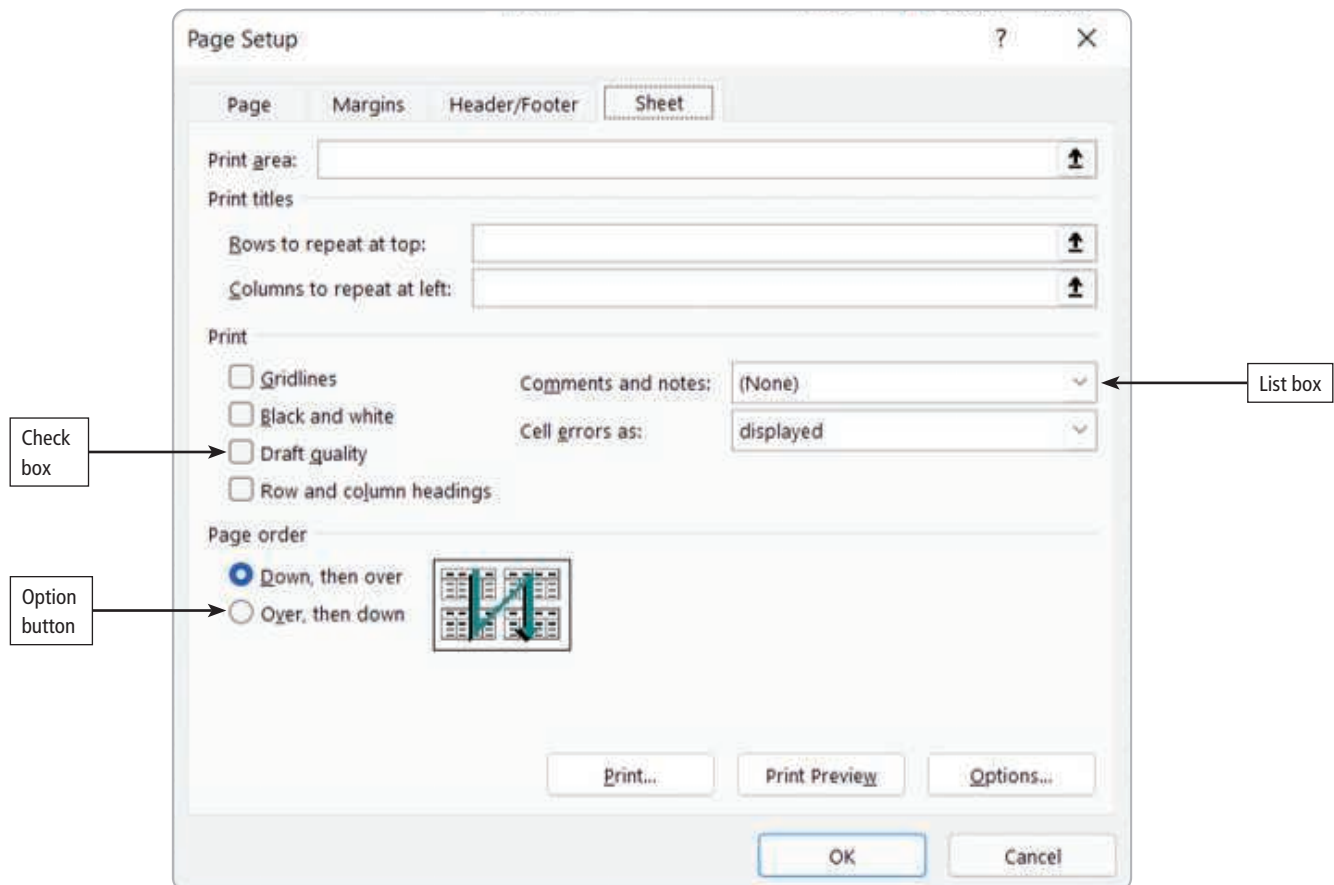 Page Setup ? ×
Page Margins Header/Footer Sheet
Print area:
Print titles
Rows to repeat at top:
Columns to repeat at left:
Print
Gridlines Comments and notes: (None) List box
Black and white
Cell errors as: displayed
Check
box
Draft quality
Row and column headings
Page order
Down, then over
Option
button
Over, then down
Print... Print Preview Options...
OK Cancel